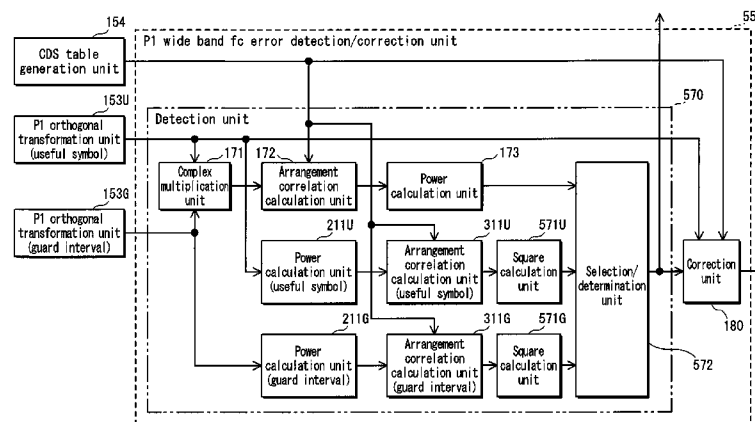 154
55
CDS table
generation unit
P1 wide band fc error detection/correction unit
153U
570
P1 orthogonal
transformation unit
(useful symbol)
Detection unit
171
172
173
Complex
multiplication
unit
Arrangement
correlation
calculation unit
Power
calculation unit
153G
P1 orthogonal
transformation unit
(guard interval)
211U
311U
571U
Power
calculation unit
(useful symbol)
Arrangement
correlation
calculation unit
(useful symbol)
Square
calculation
unit
Selection/
determination
unit
Correction
unit
180
211G
311G
571G
Power
calculation unit
(guard interval)
Arrangement
correlation
calculation unit
(guard interval)
Square
calculation
unit
572